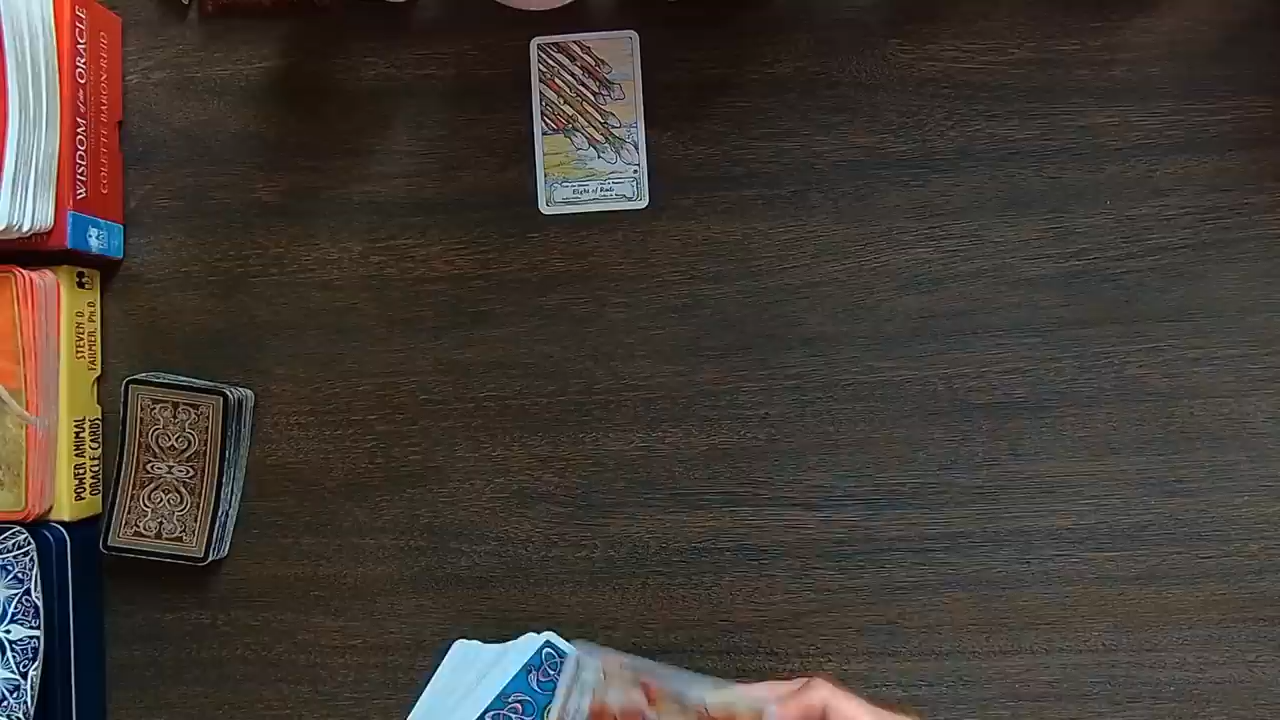 WISDOM of the ORACLE
COLETTE BARON-REID
Eight of Rods
STEVEN D.
FARMER, Ph.D.
POWER ANIMAL
ORACLE CARDS